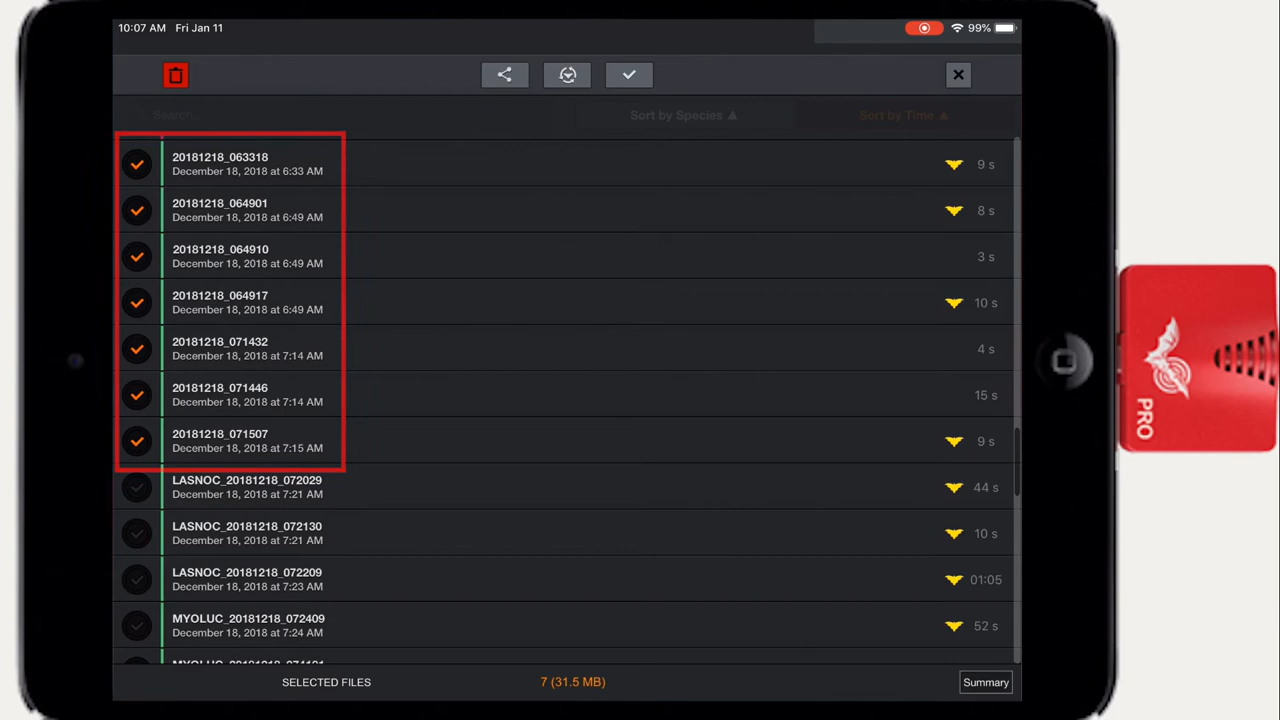 10:07 AM Fri Jan 11
99%
Search...
Sort by Species ▲
Sort by Time ▲
20181218_063318
December 18, 2018 at 6:33 AM
9 s
20181218_064901
December 18, 2018 at 6:49 AM
8 s
20181218_064910
December 18, 2018 at 6:49 AM
3 s
20181218_064917
December 18, 2018 at 6:49 AM
10 s
20181218_071432
December 18, 2018 at 7:14 AM
4 s
20181218_071446
December 18, 2018 at 7:14 AM
15 s
20181218_071507
December 18, 2018 at 7:15 AM
9 s
LASNOC_20181218_072029
December 18, 2018 at 7:21 AM
44 s
LASNOC_20181218_072130
December 18, 2018 at 7:21 AM
10 s
LASNOC_20181218_072209
December 18, 2018 at 7:23 AM
01:05
MYOLUC_20181218_072409
December 18, 2018 at 7:24 AM
52 s
SELECTED FILES
7 (31.5 MB)
Summary
PRO